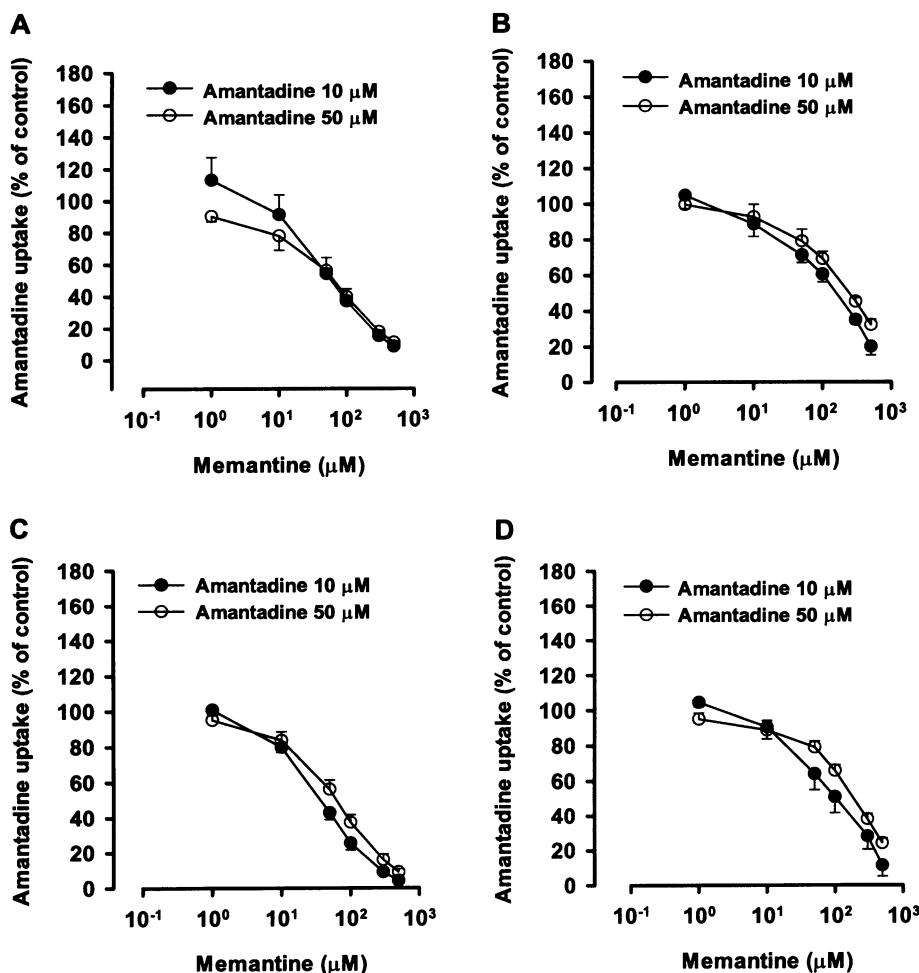 A
Amantadine uptake (% of control)
180
160
140
120
100
80
60
40
20
0
Amantadine 10 μM
Amantadine 50 μM
10⁻¹ 10⁰ 10¹ 10² 10³
Memantine (μM)
B
Amantadine uptake (% of control)
180
160
140
120
100
80
60
40
20
0
Amantadine 10 μM
Amantadine 50 μM
10⁻¹ 10⁰ 10¹ 10² 10³
Memantine (μM)
C
Amantadine uptake (% of control)
180
160
140
120
100
80
60
40
20
0
Amantadine 10 μM
Amantadine 50 μM
10⁻¹ 10⁰ 10¹ 10² 10³
Memantine (μM)
D
Amantadine uptake (% of control)
180
160
140
120
100
80
60
40
20
0
Amantadine 10 μM
Amantadine 50 μM
10⁻¹ 10⁰ 10¹ 10² 10³
Memantine (μM)